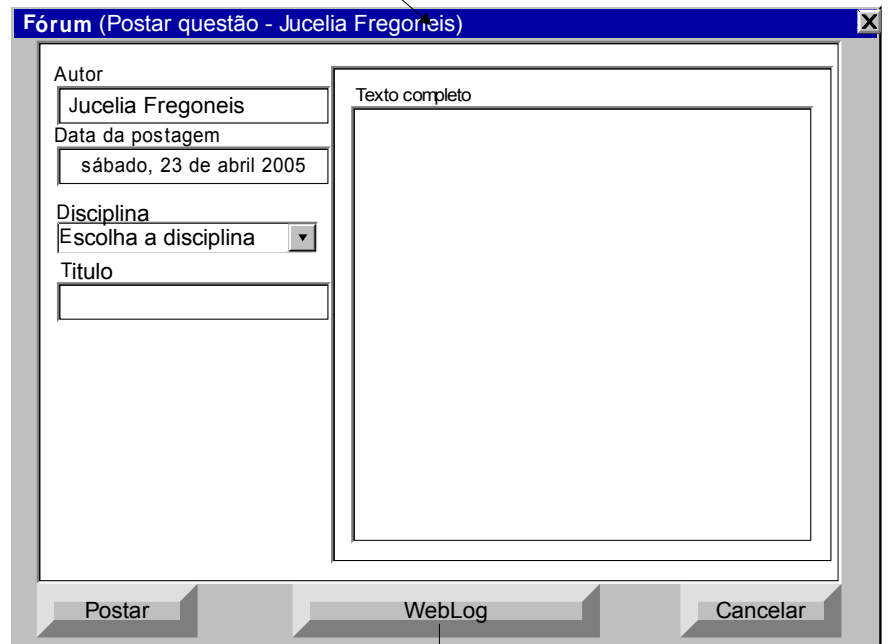 Fórum (Postar questão - Jucelia Fregoneis)
X
Autor
Jucelia Fregoneis
Data da postagem
sábado, 23 de abril 2005
Disciplina
Escolha a disciplina
Titulo
Texto completo
Postar
WebLog
Cancelar